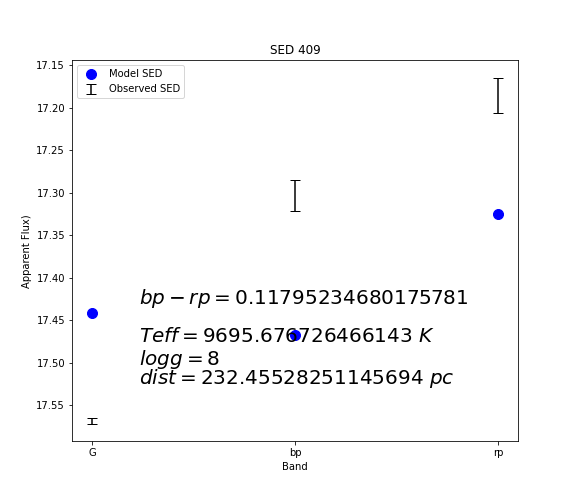 SED 409
17.15
17.20
17.25
17.30
17.35
17.40
17.45
17.50
17.55
Apparent Flux)
Model SED
Observed SED
bp − rp = 0.11795234680175781
Teff = 9695.676726466143 K
logg = 8
dist = 232.45528251145694 pc
G
bp
rp
Band